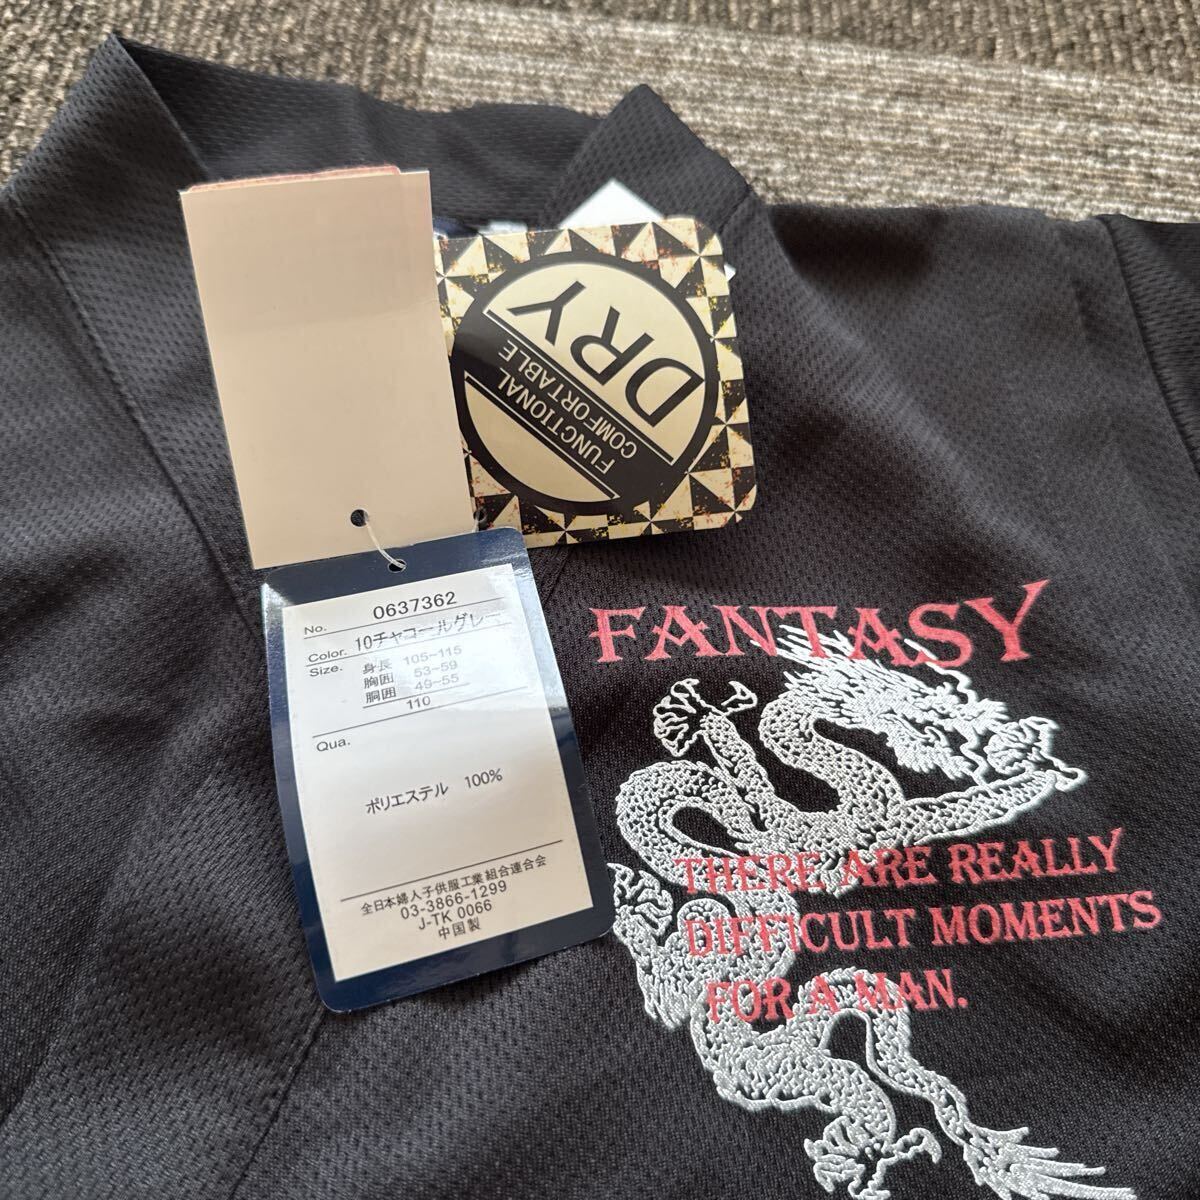 DRY
FUNCTIONAL
COMFORTABLE
No. 0637362
Color. 10チャコールグレー
Size. 身長 105~115
胸囲 53~59
胴囲 49~55
110
Qua.
ポリエステル 100%
全日本婦人子供服工業組合連合会
03-3866-1299
J-TK 0066
中国製
FANTASY
THERE ARE REALLY
DIFFICULT MOMENTS
FOR A MAN.